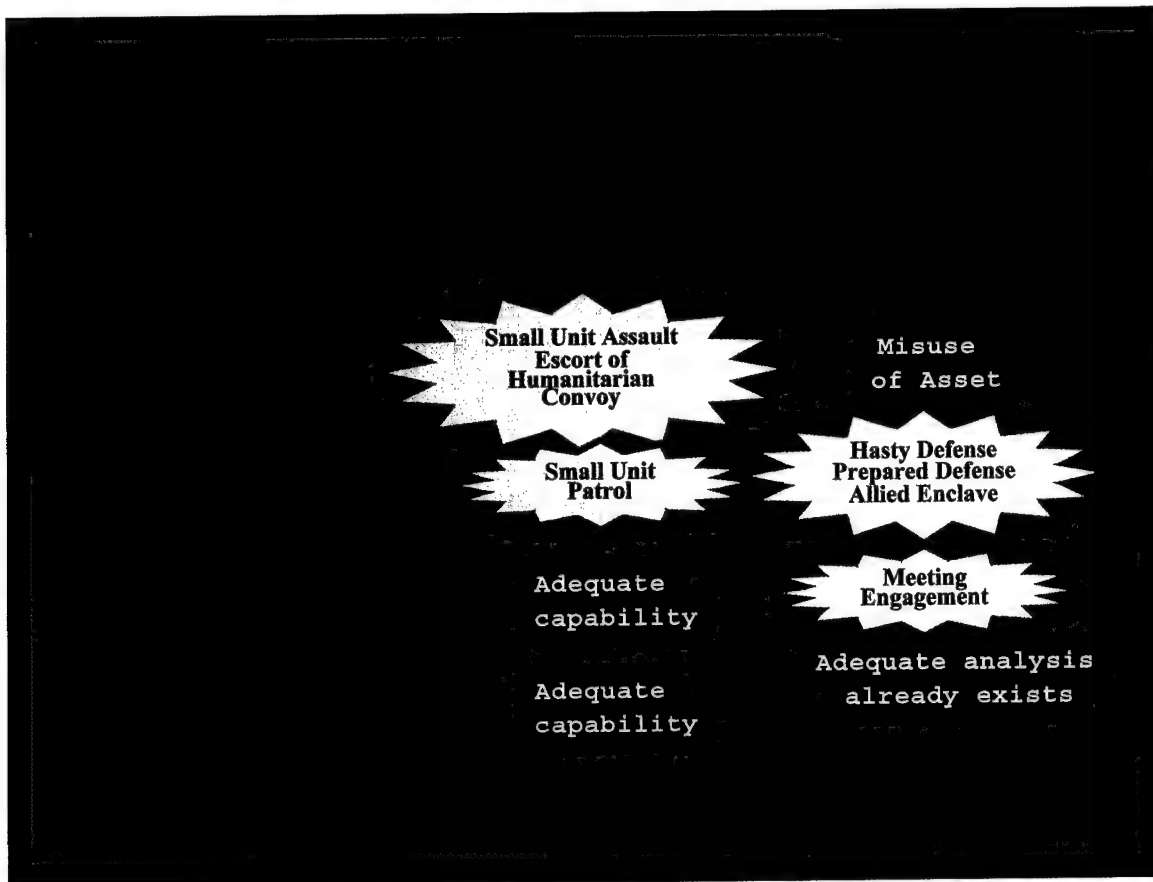 Small Unit Assault
Escort of
Humanitarian
Convoy
Misuse
of Asset
Small Unit
Patrol
Hasty Defense
Prepared Defense
Allied Enclave
Adequate
capability
Meeting
Engagement
Adequate
capability
Adequate analysis
already exists